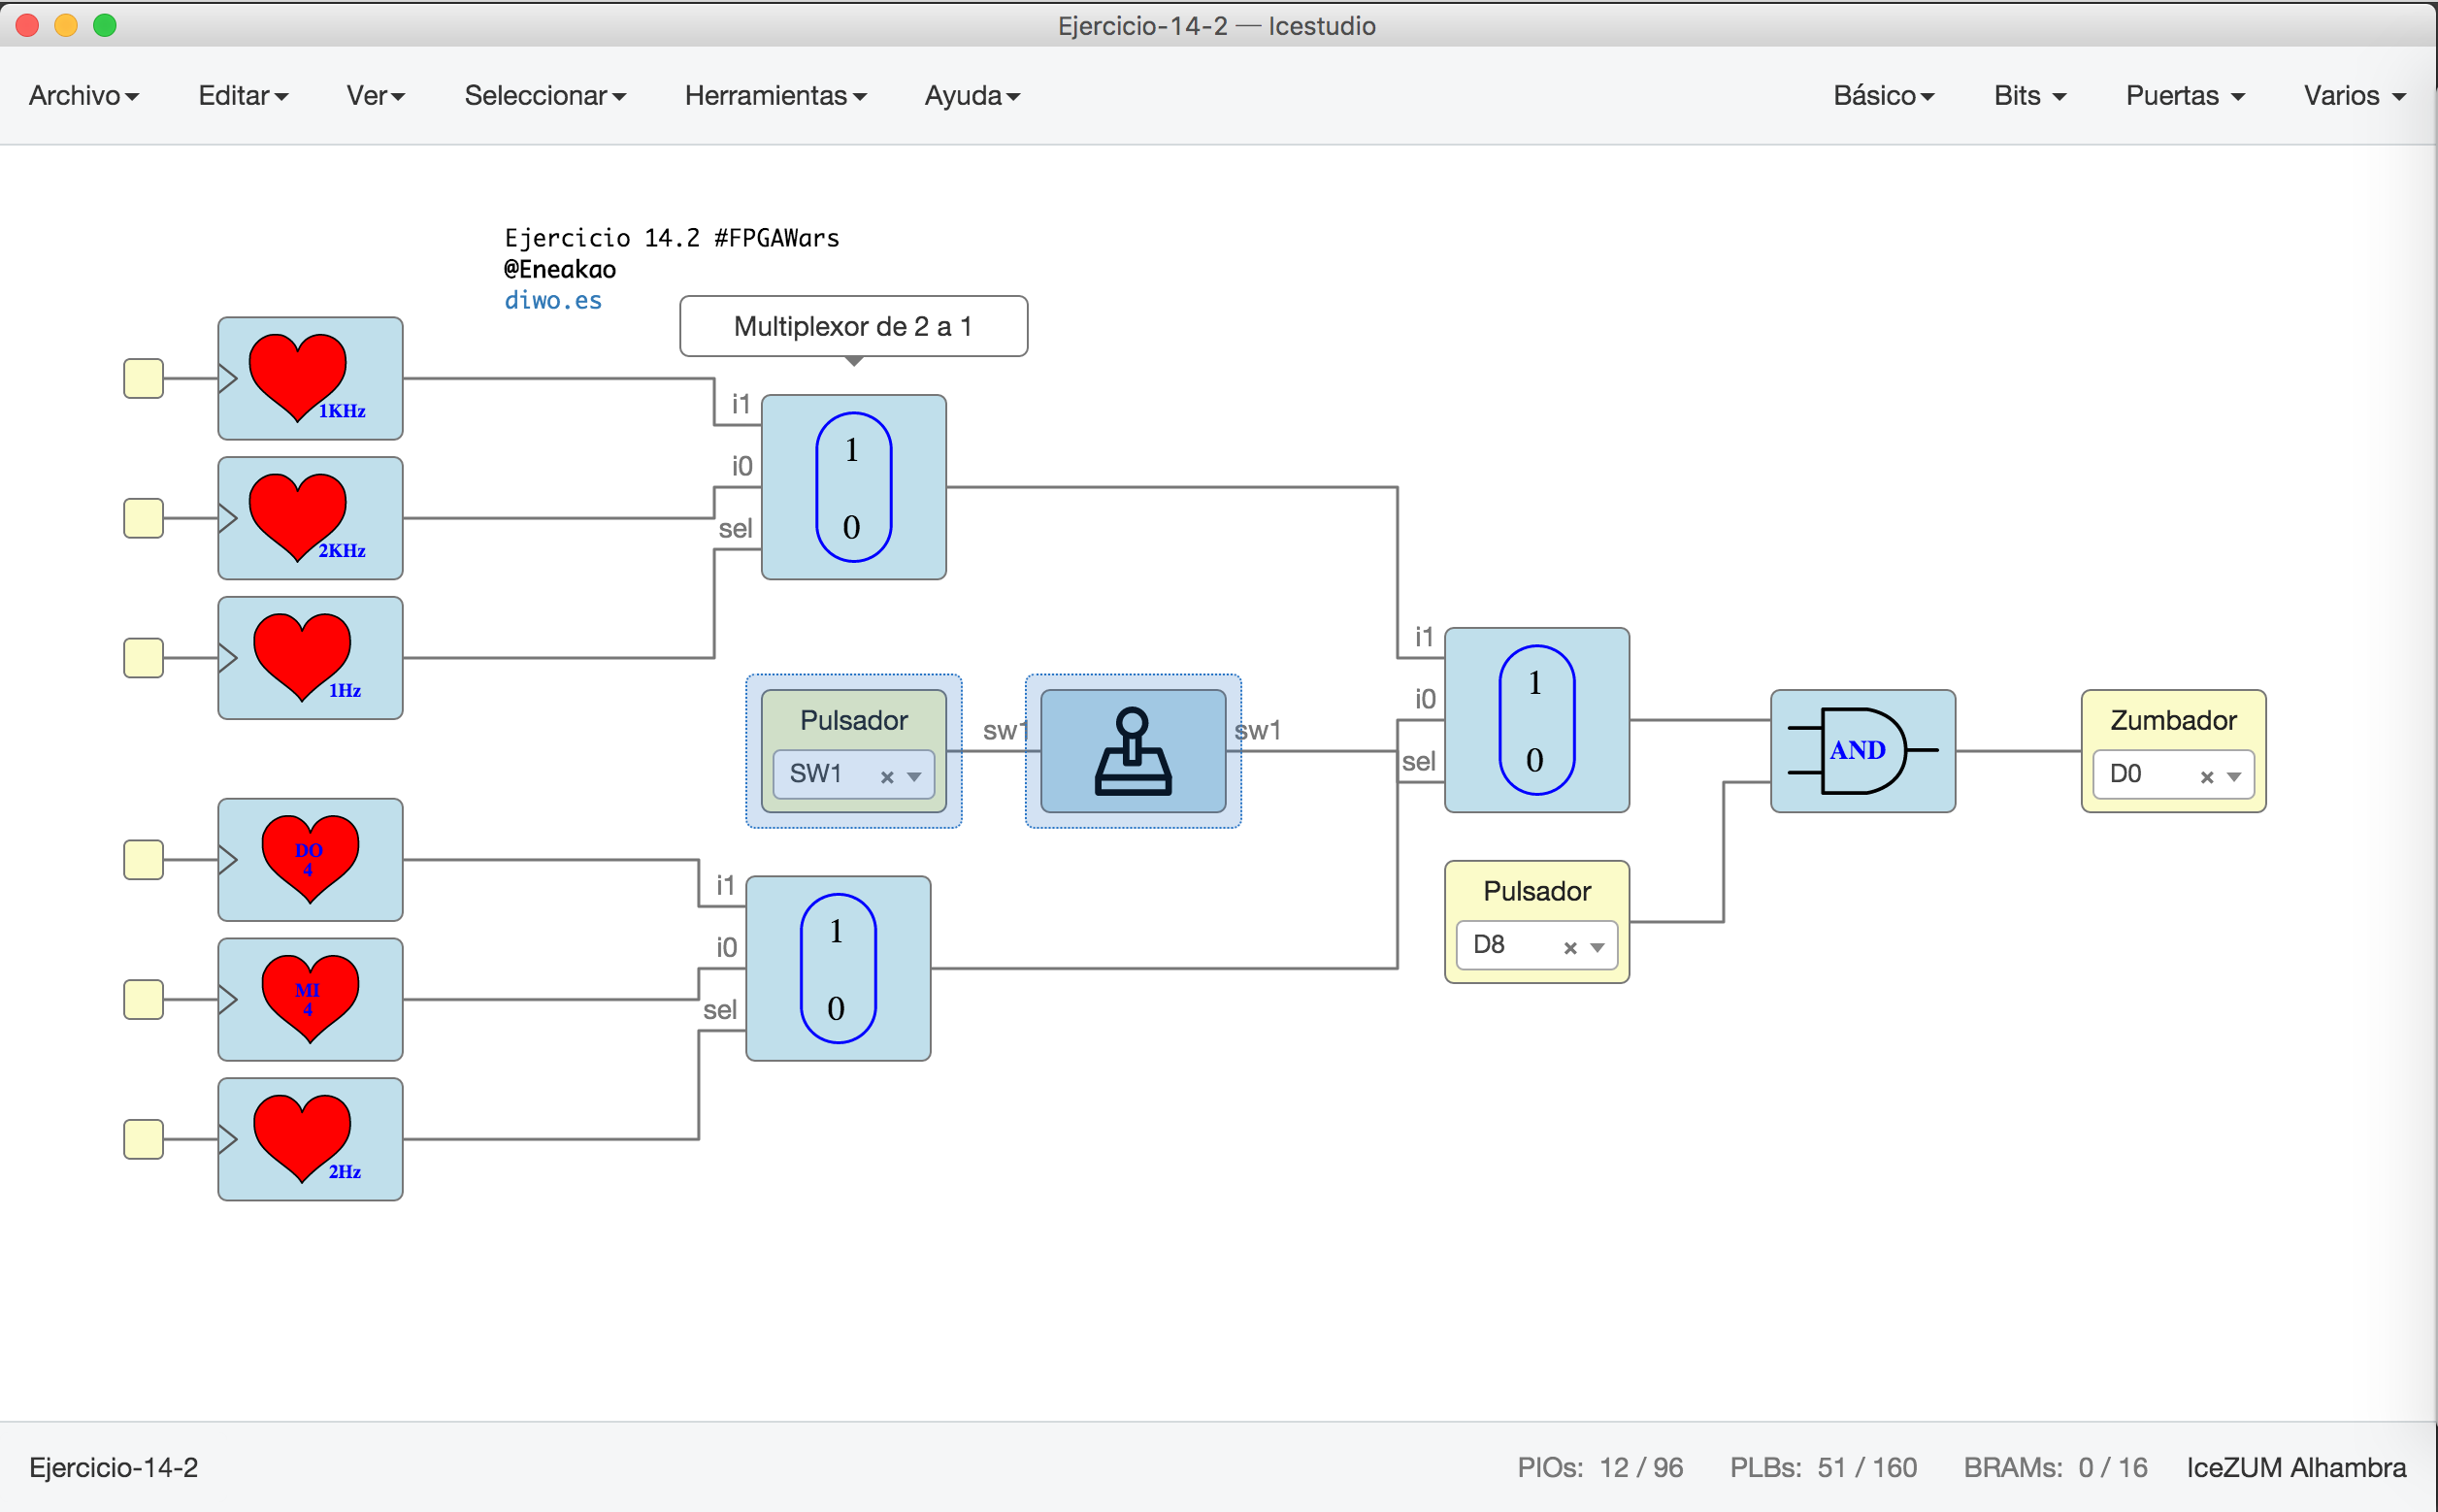 Ejercicio-14-2 — Icestudio
Archivo Editar Ver Seleccionar Herramientas Ayuda Básico Bits Puertas Varios
Ejercicio 14.2 #FPGAWars
@Eneakao
diwo.es
Multiplexor de 2 a 1
1KHz
i1
1
i0
2KHz
sel
0
1Hz
i1
1
Pulsador
i0
AND
Zumbador
sw1
sw1
SW1 ×
sel
0
D0 ×
DO
4
i1
1
Pulsador
i0
D8 ×
MI
4
sel
0
2Hz
Ejercicio-14-2 PIOs: 12 / 96 PLBs: 51 / 160 BRAMs: 0 / 16 IceZUM Alhambra